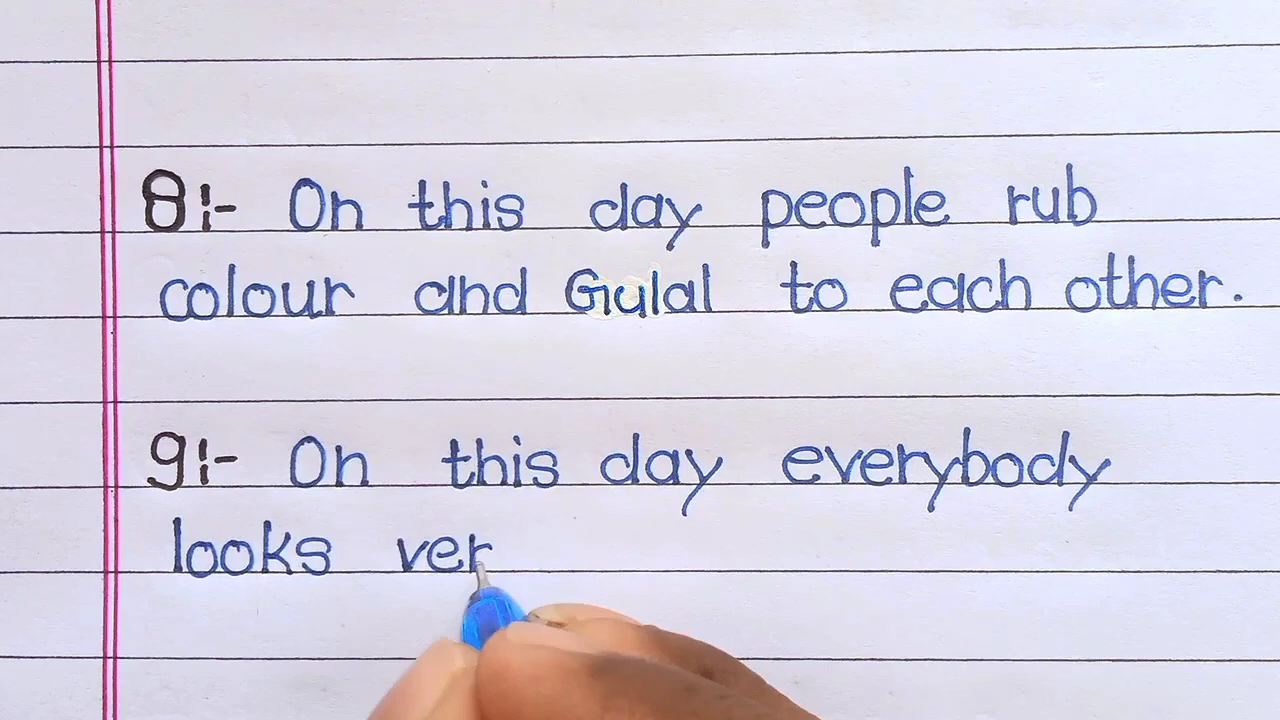 8:- On this day people rub
colour and Gulal to each other.
9:- On this day everybody
looks ver